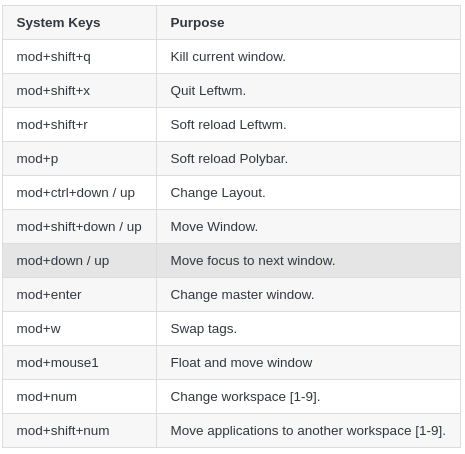 System Keys Purpose
mod+shift+q Kill current window.
mod+shift+x Quit Leftwm.
mod+shift+r Soft reload Leftwm.
mod+p Soft reload Polybar.
mod+ctrl+down / up Change Layout.
mod+shift+down / up Move Window.
mod+down / up Move focus to next window.
mod+enter Change master window.
mod+w Swap tags.
mod+mouse1 Float and move window
mod+num Change workspace [1-9].
mod+shift+num Move applications to another workspace [1-9].